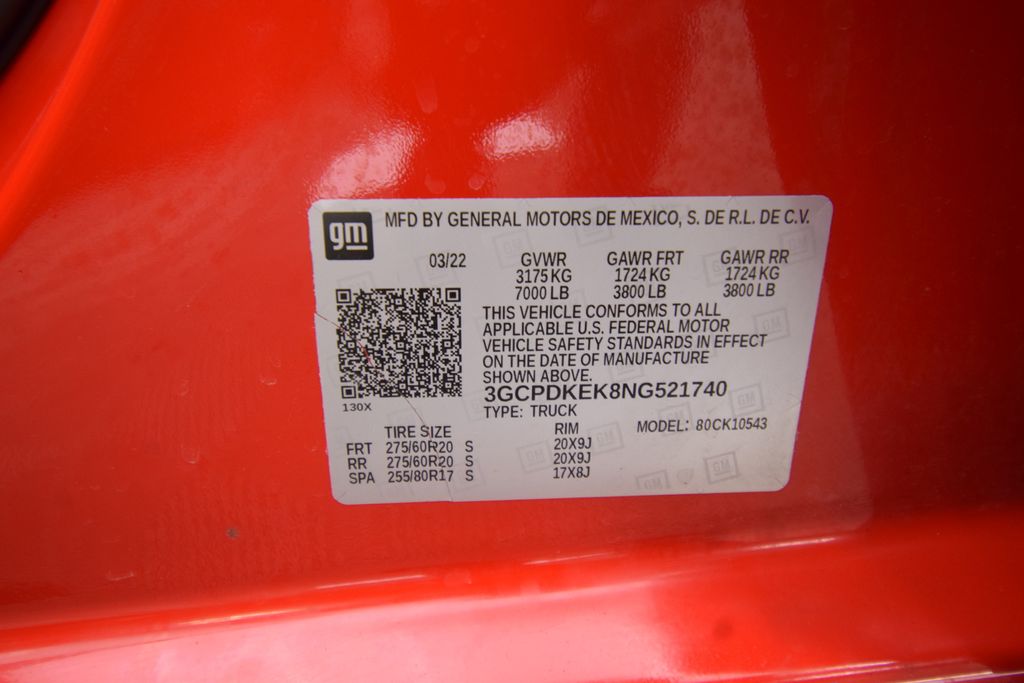 gm
MFD BY GENERAL MOTORS DE MEXICO, S. DE R.L. DE C.V.
03/22 GVWR GAWR FRT GAWR RR
3175 KG 1724 KG 1724 KG
7000 LB 3800 LB 3800 LB
THIS VEHICLE CONFORMS TO ALL
APPLICABLE U.S. FEDERAL MOTOR
VEHICLE SAFETY STANDARDS IN EFFECT
ON THE DATE OF MANUFACTURE
SHOWN ABOVE.
3GCPDKEK8NG521740
130X
TYPE: TRUCK
TIRE SIZE RIM MODEL: 80CK10543
FRT 275/60R20 S 20X9J
RR 275/60R20 S 20X9J
SPA 255/80R17 S 17X8J